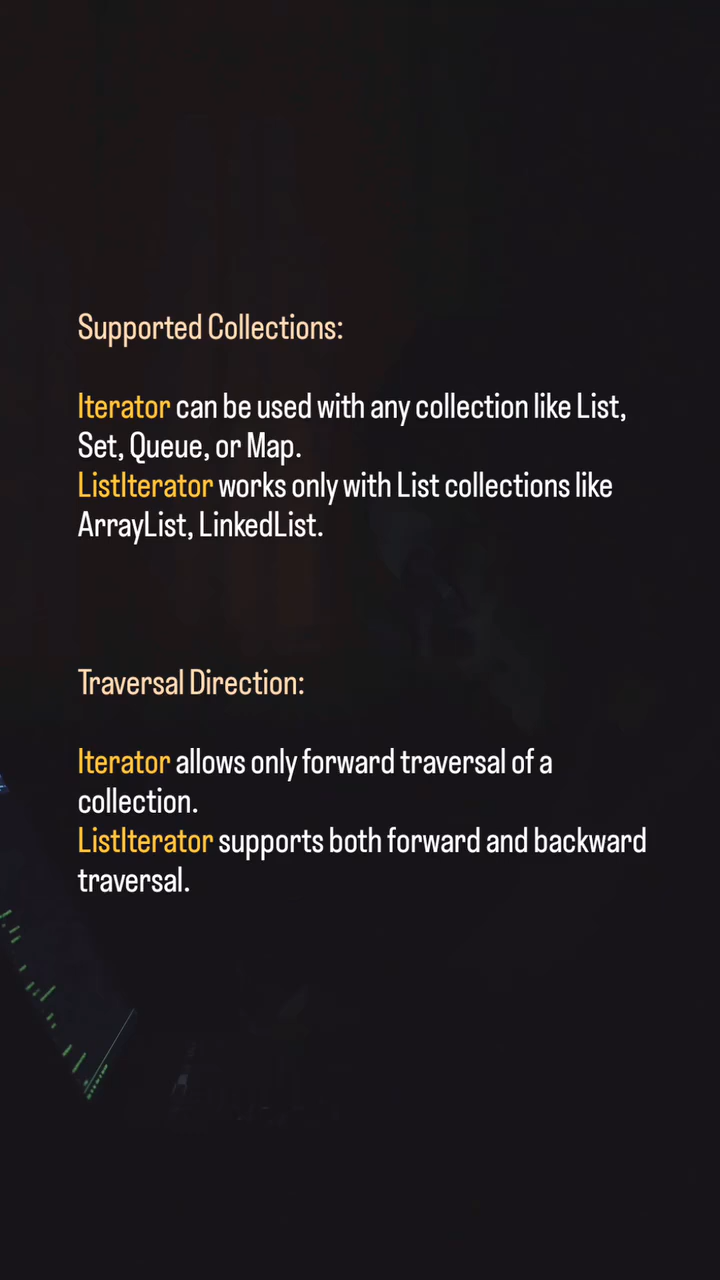 Supported Collections:
Iterator can be used with any collection like List,
Set, Queue, or Map.
ListIterator works only with List collections like
ArrayList, LinkedList.
Traversal Direction:
Iterator allows only forward traversal of a
collection.
ListIterator supports both forward and backward
traversal.